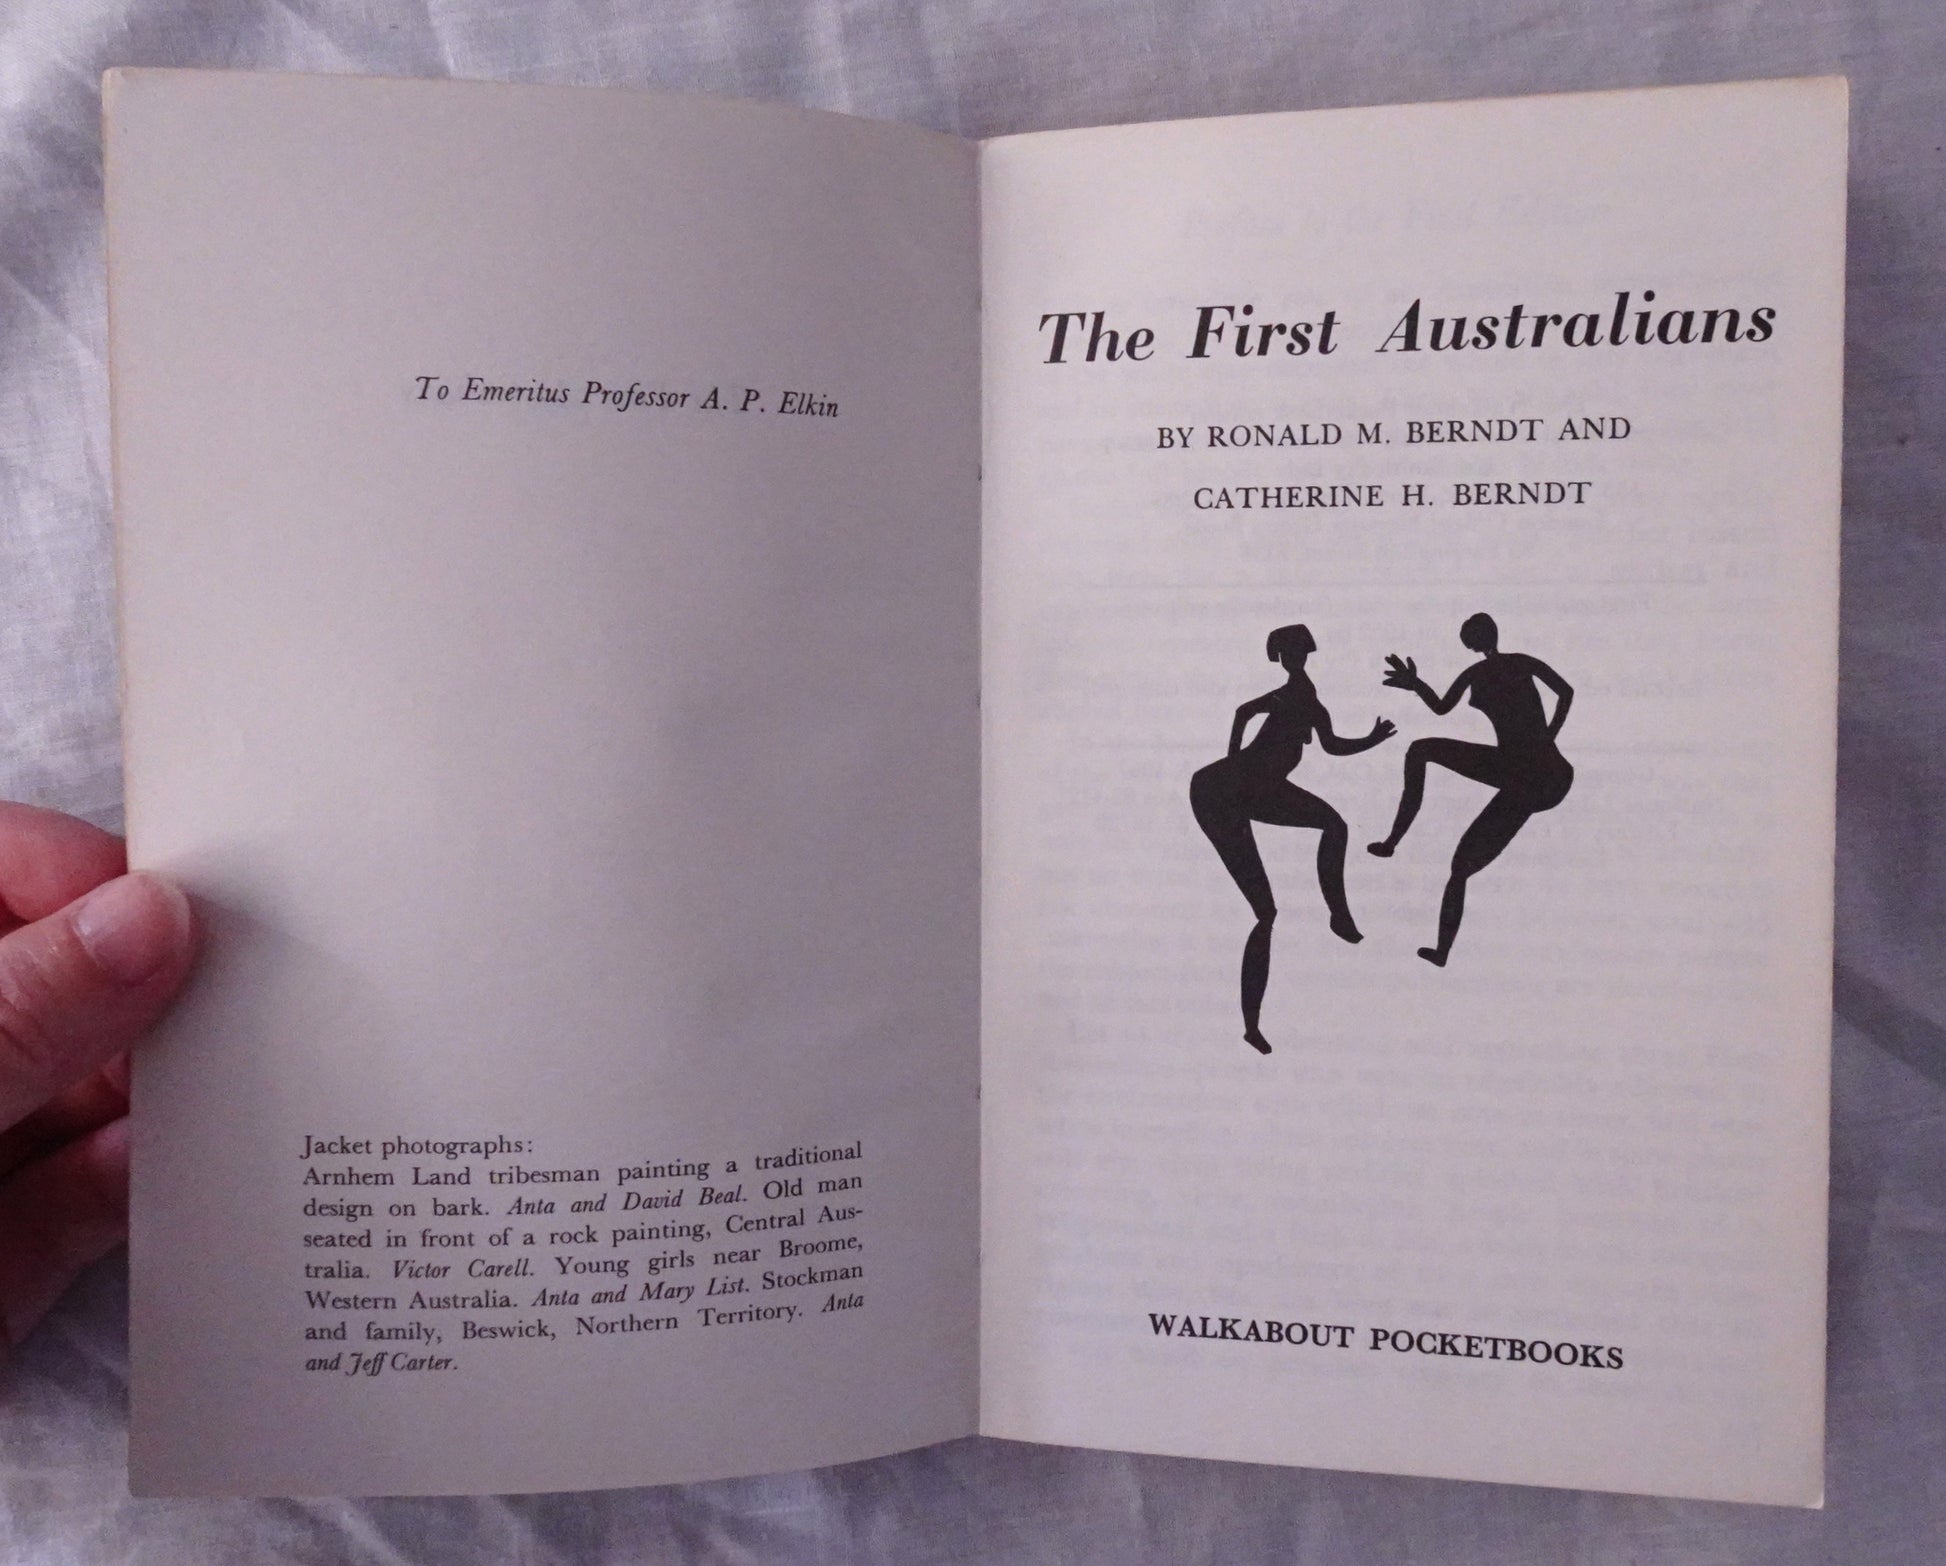 To Emeritus Professor A. P. Elkin
Jacket photographs:
Arnhem Land tribesman painting a traditional
design on bark. Anta and David Beal. Old man
seated in front of a rock painting, Central Aus-
tralia. Victor Carell. Young girls near Broome,
Western Australia. Anta and Mary List. Stockman
and family, Beswick, Northern Territory. Anta
and Jeff Carter.
The First Australians
BY RONALD M. BERNDT AND
CATHERINE H. BERNDT
WALKABOUT POCKETBOOKS